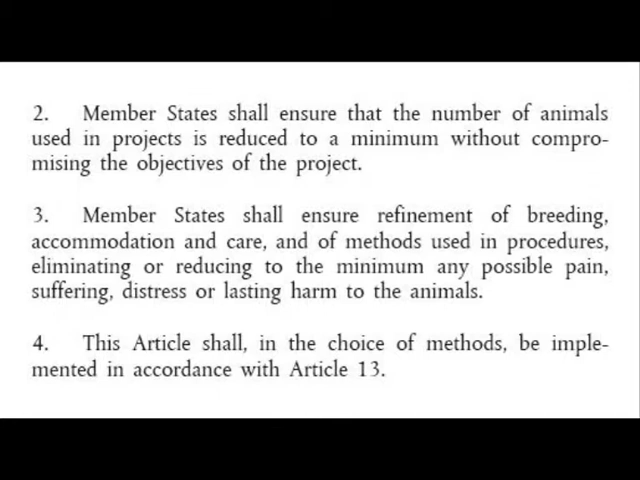 2. Member States shall ensure that the number of animals
used in projects is reduced to a minimum without compro-
mising the objectives of the project.
3. Member States shall ensure refinement of breeding,
accommodation and care, and of methods used in procedures,
eliminating or reducing to the minimum any possible pain,
suffering, distress or lasting harm to the animals.
4. This Article shall, in the choice of methods, be imple-
mented in accordance with Article 13.